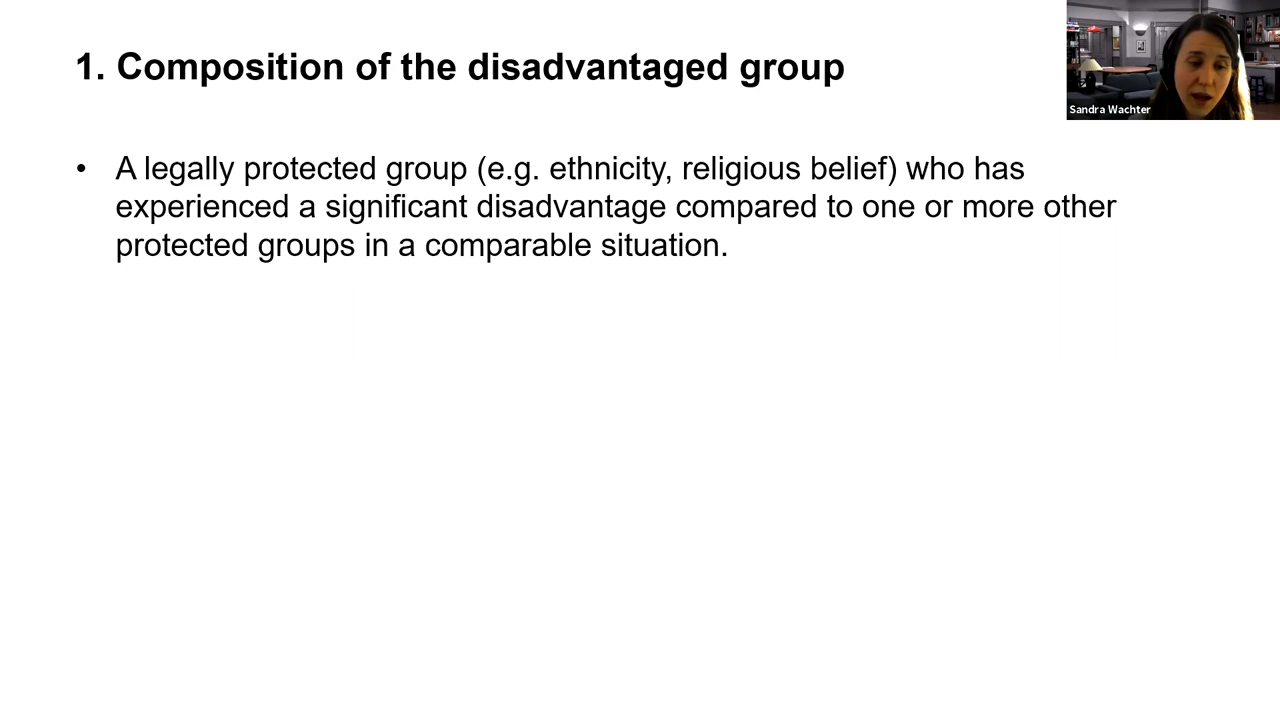 1. Composition of the disadvantaged group
Sandra Wachter
• A legally protected group (e.g. ethnicity, religious belief) who has
experienced a significant disadvantage compared to one or more other
protected groups in a comparable situation.